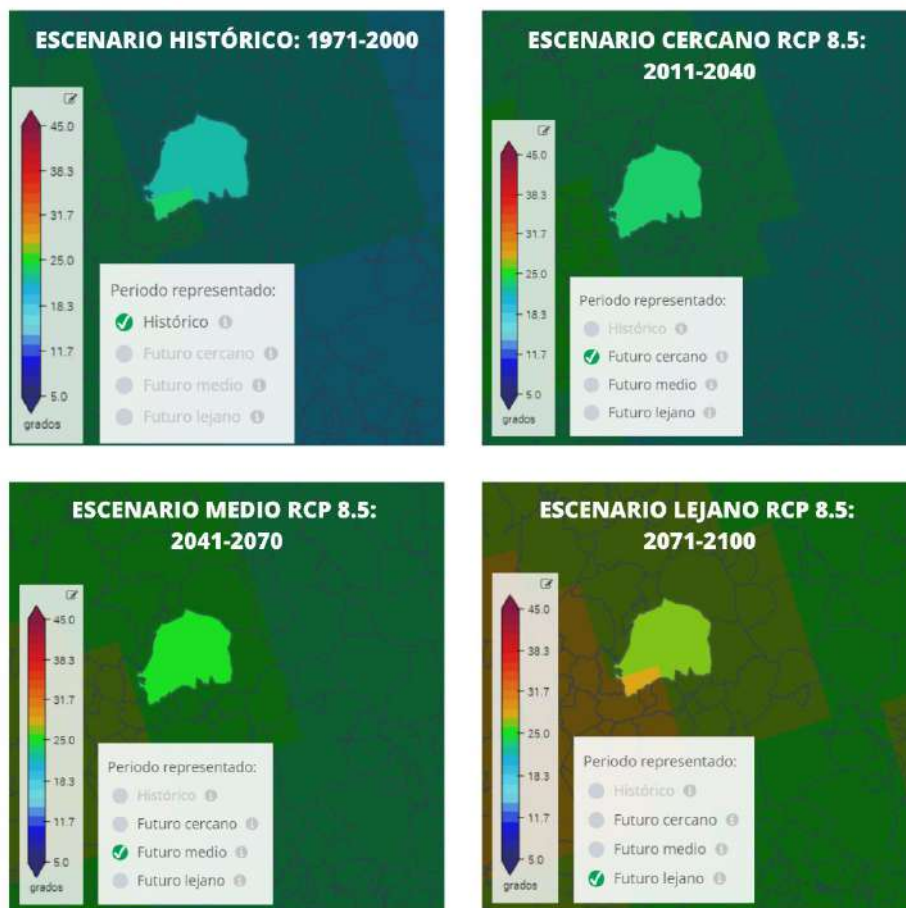 ESCENARIO HISTÓRICO: 1971-2000
45.0
38.3
31.7
25.0
18.3
11.7
5.0
grados
Periodo representado:
Histórico
Futuro cercano
Futuro medio
Futuro lejano
ESCENARIO CERCANO RCP 8.5:
2011-2040
45.0
38.3
31.7
25.0
18.3
11.7
5.0
grados
Periodo representado:
Histórico
Futuro cercano
Futuro medio
Futuro lejano
ESCENARIO MEDIO RCP 8.5:
2041-2070
45.0
38.3
31.7
25.0
18.3
11.7
5.0
grados
Periodo representado:
Histórico
Futuro cercano
Futuro medio
Futuro lejano
ESCENARIO LEJANO RCP 8.5:
2071-2100
45.0
38.3
31.7
25.0
18.3
11.7
5.0
grados
Periodo representado:
Histórico
Futuro cercano
Futuro medio
Futuro lejano